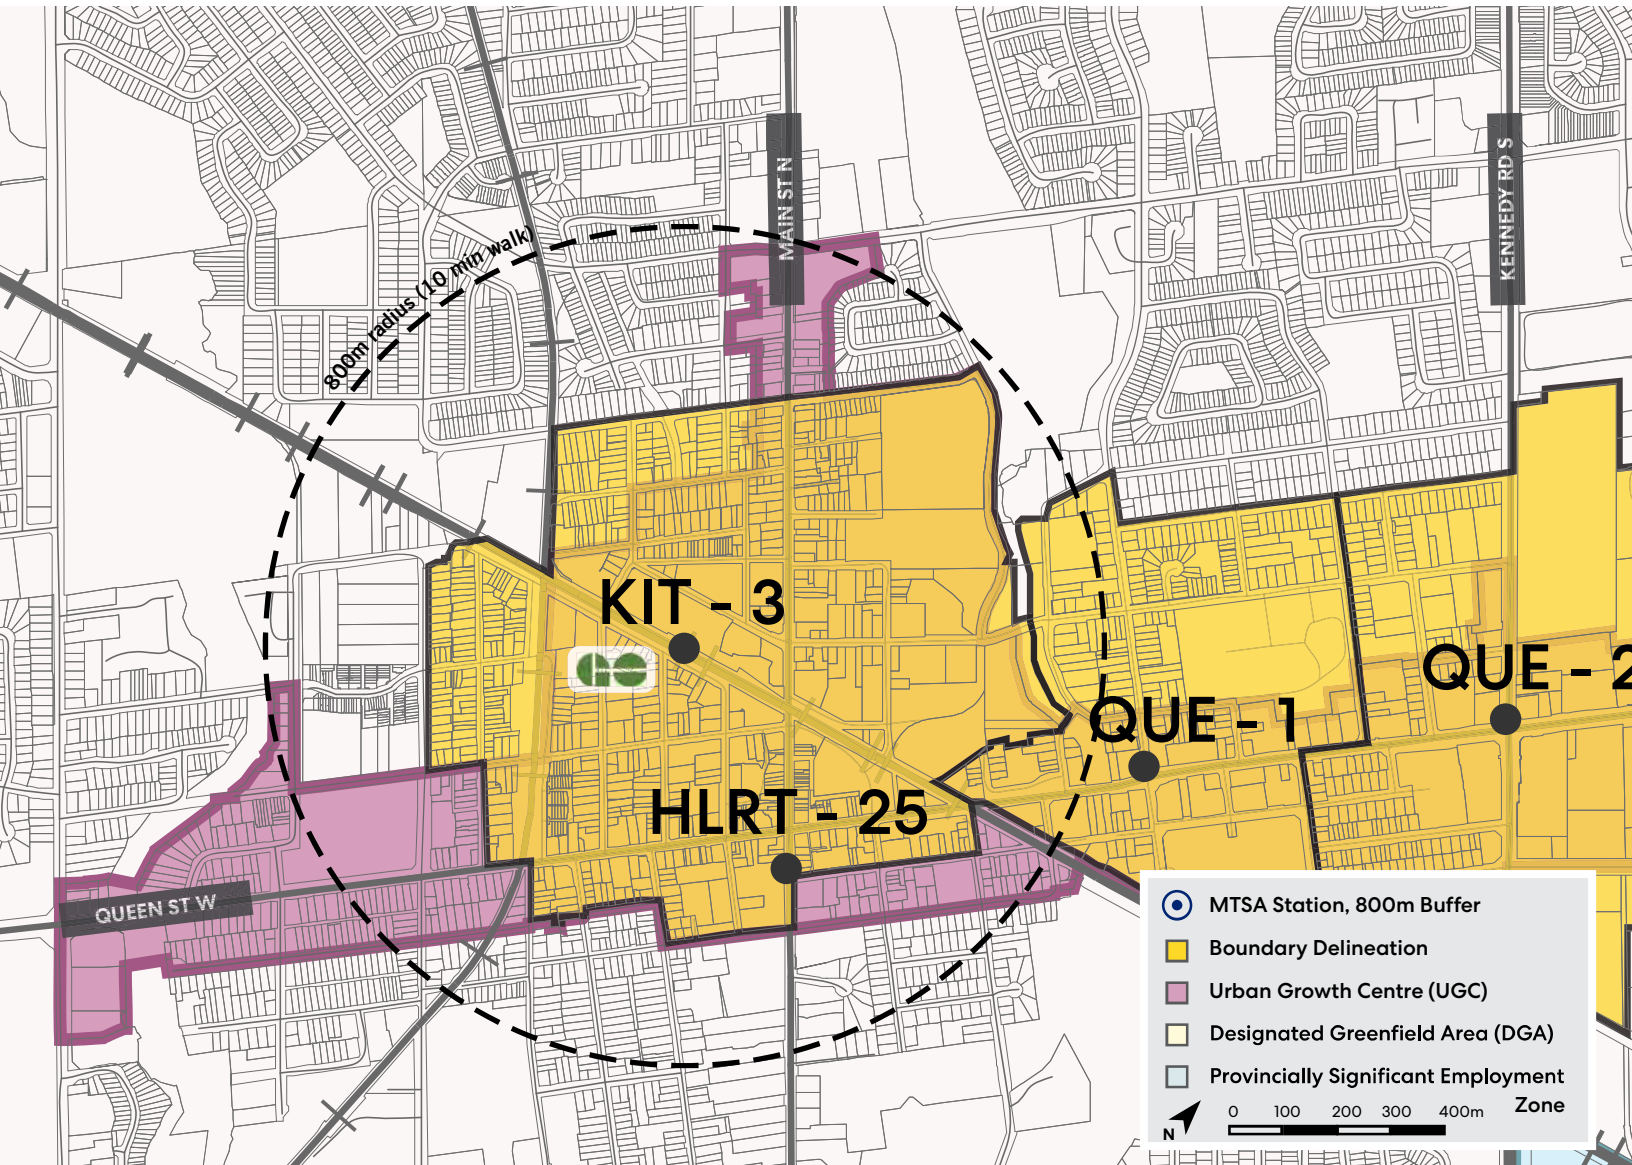 MAIN ST N
KENNEDY RD S
800m radius (10 min walk)
KIT - 3
GO
QUE - 2
QUE - 1
HLRT - 25
QUEEN ST W
MTSA Station, 800m Buffer
Boundary Delineation
Urban Growth Centre (UGC)
Designated Greenfield Area (DGA)
Provincially Significant Employment
Zone
0 100 200 300 400m
N